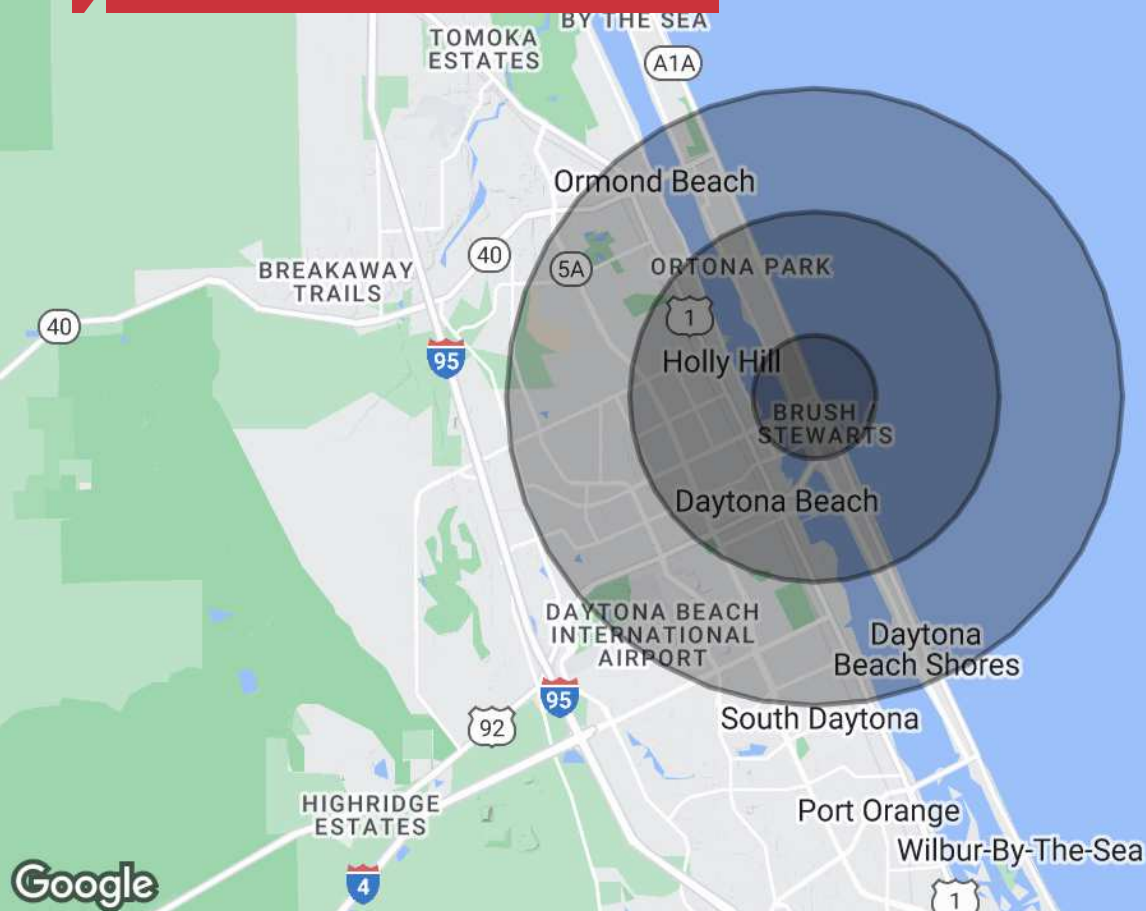 BY THE SEA
TOMOKA
ESTATES
A1A
Ormond Beach
40
5A
ORTONA PARK
BREAKAWAY
TRAILS
1
40
95
Holly Hill
BRUSH
STEWARTS
Daytona Beach
DAYTONA BEACH
INTERNATIONAL
AIRPORT
Daytona
Beach Shores
95
92
South Daytona
HIGHRIDGE
ESTATES
Port Orange
Wilbur-By-The-Sea
Google
4
1